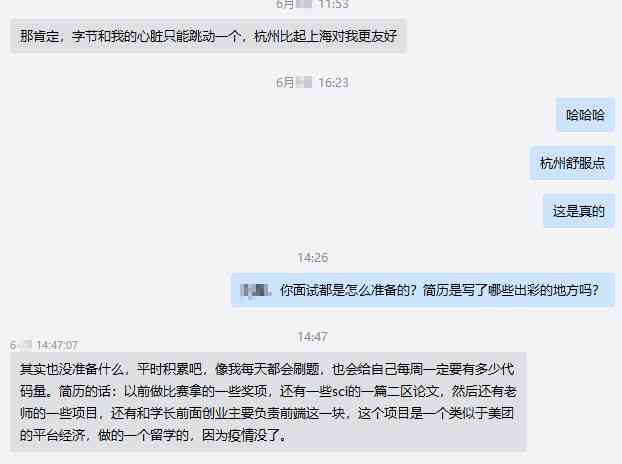 6月 11:53
那肯定，字节和我的心脏只能跳动一个，杭州比起上海对我更友好
6月 16:23
哈哈哈
杭州舒服点
这是真的
14:26
你面试都是怎么准备的？简历是写了哪些出彩的地方吗？
14:47
6 14:47:07
其实也没准备什么，平时积累吧，像我每天都会刷题，也会给自己每周一定要有多少代
码量。简历的话：以前做比赛拿的一些奖项，还有一些sci的一篇二区论文，然后还有老
师的一些项目，还有和学长前面创业主要负责前端这一块，这个项目是一个类似于美团
的平台经济，做的一个留学的，因为疫情没了。